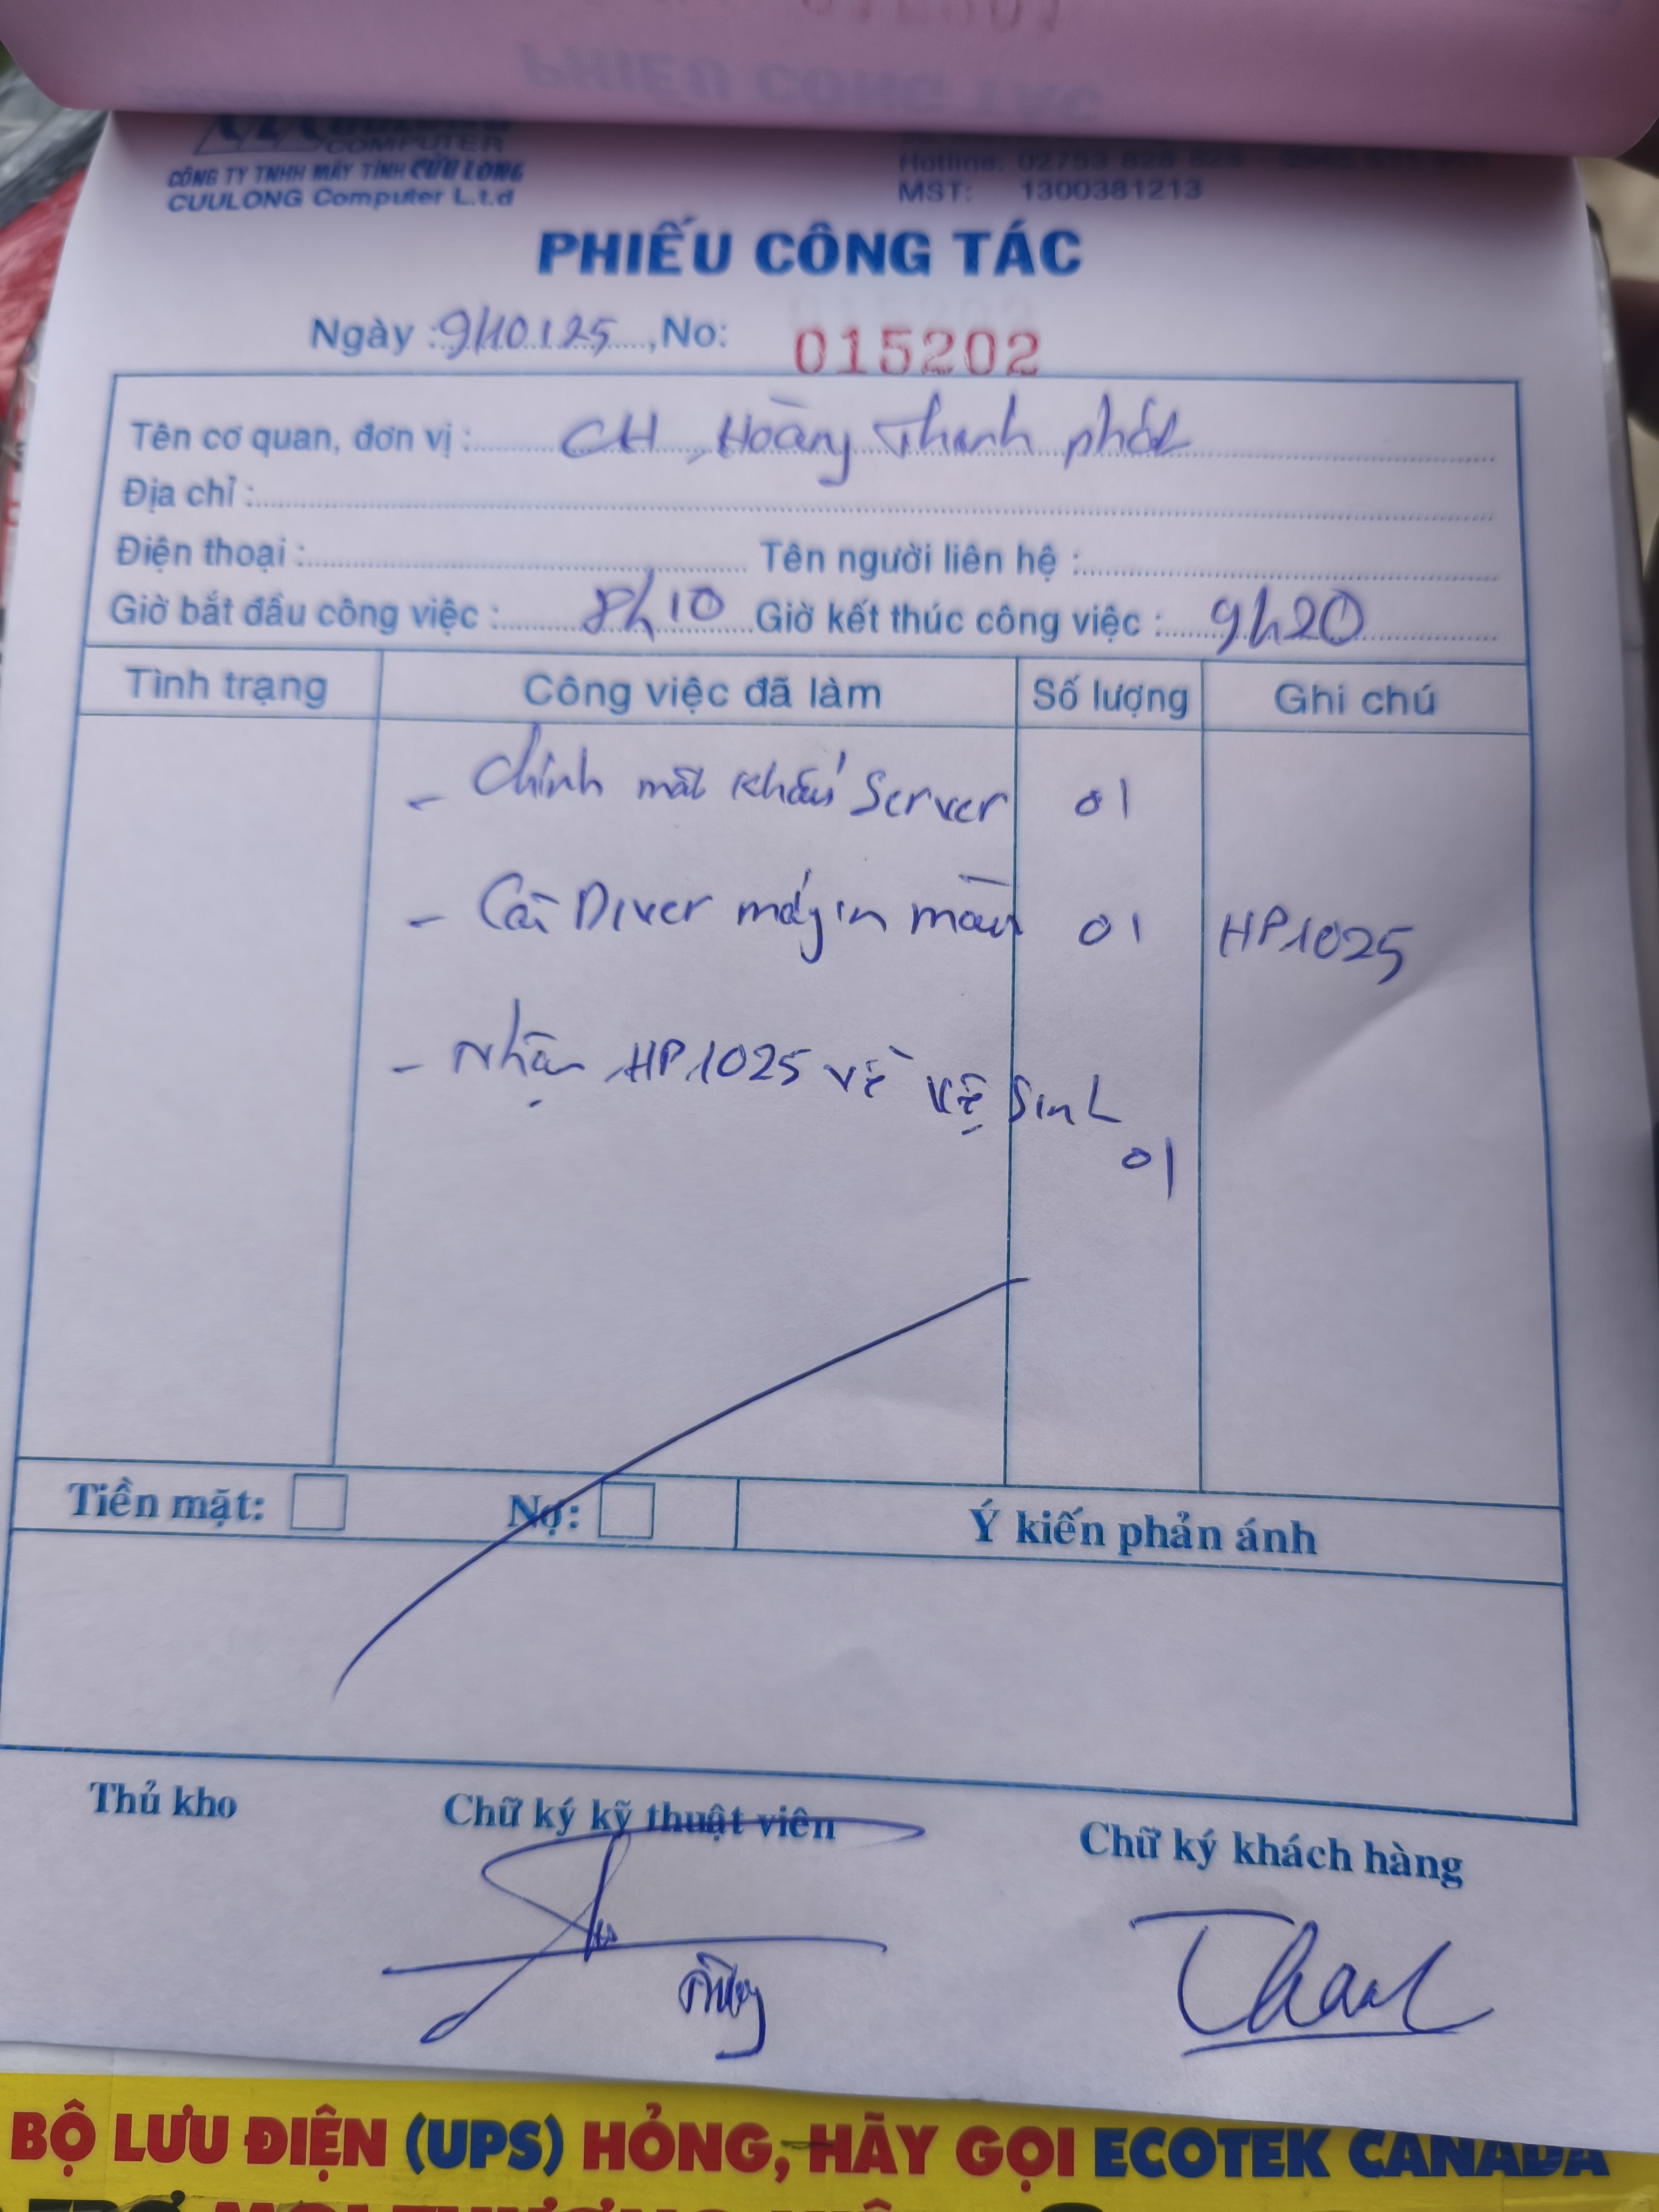 COMPUTER
CÔNG TY TNHH MÁY TÍNH CỬU LONG
CUULONG Computer L.t.d
Hotline: 02753
MST: 1300381213
PHIẾU CÔNG TÁC
Ngày : 9/10/25, No: 015202
Tên cơ quan, đơn vị : CH Hoàng Thanh phát
Địa chỉ :
Điện thoại : Tên người liên hệ :
Giờ bắt đầu công việc : 8h10 Giờ kết thúc công việc : 9h20
Tình trạng Công việc đã làm Số lượng Ghi chú
- Chỉnh mật khẩu Server 01
- Cài Driver máy in màu 01 HP1025
- Nhận HP1025 về vệ sinh
01
Tiền mặt: Nợ: Ý kiến phản ánh
Thủ kho Chữ ký kỹ thuật viên Chữ ký khách hàng
BỘ LƯU ĐIỆN (UPS) HỎNG, HÃY GỌI ECOTEK CANADA